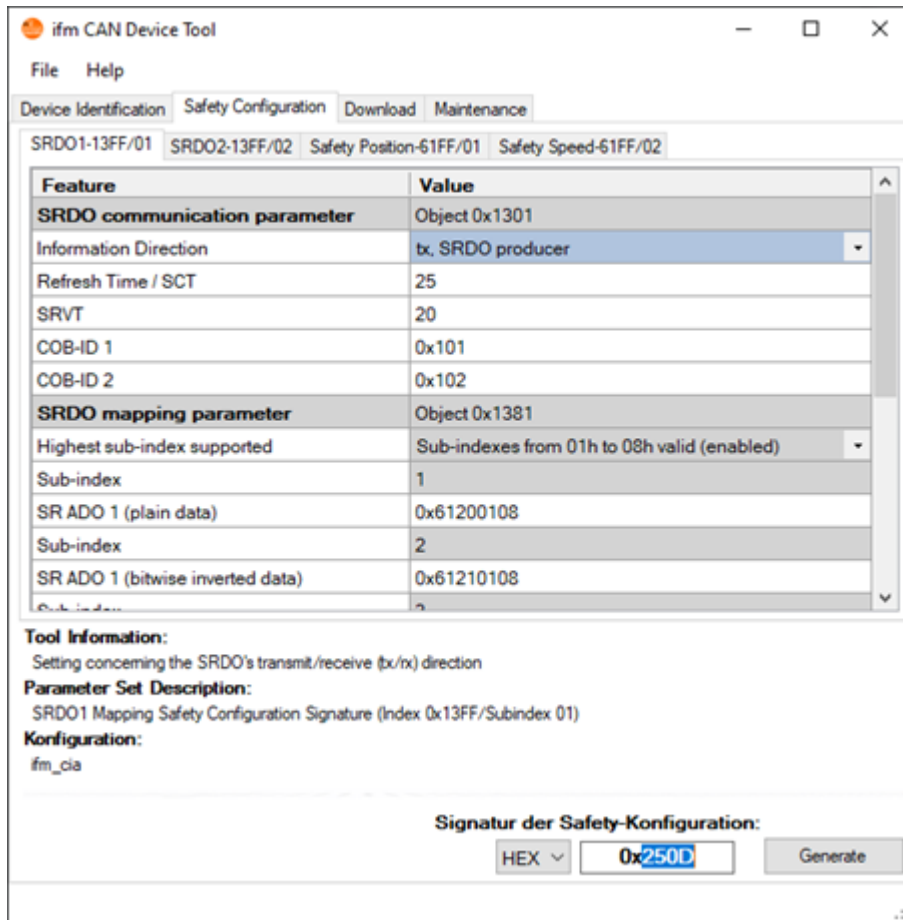 ifm CAN Device Tool
File Help
Device Identification Safety Configuration Download Maintenance
SRDO1-13FF/01 SRDO2-13FF/02 Safety Position-61FF/01 Safety Speed-61FF/02
Feature Value
SRDO communication parameter Object 0x1301
Information Direction tx, SRDO producer
Refresh Time / SCT 25
SRVT 20
COB-ID 1 0x101
COB-ID 2 0x102
SRDO mapping parameter Object 0x1381
Highest sub-index supported Sub-indexes from 01h to 08h valid (enabled)
Sub-index 1
SR ADO 1 (plain data) 0x61200108
Sub-index 2
SR ADO 1 (bitwise inverted data) 0x61210108
Tool Information:
Setting concerning the SRDO's transmit/receive (tx/rx) direction
Parameter Set Description:
SRDO1 Mapping Safety Configuration Signature (Index 0x13FF/Subindex 01)
Konfiguration:
ifm_cia
Signatur der Safety-Konfiguration:
HEX 0x250D Generate